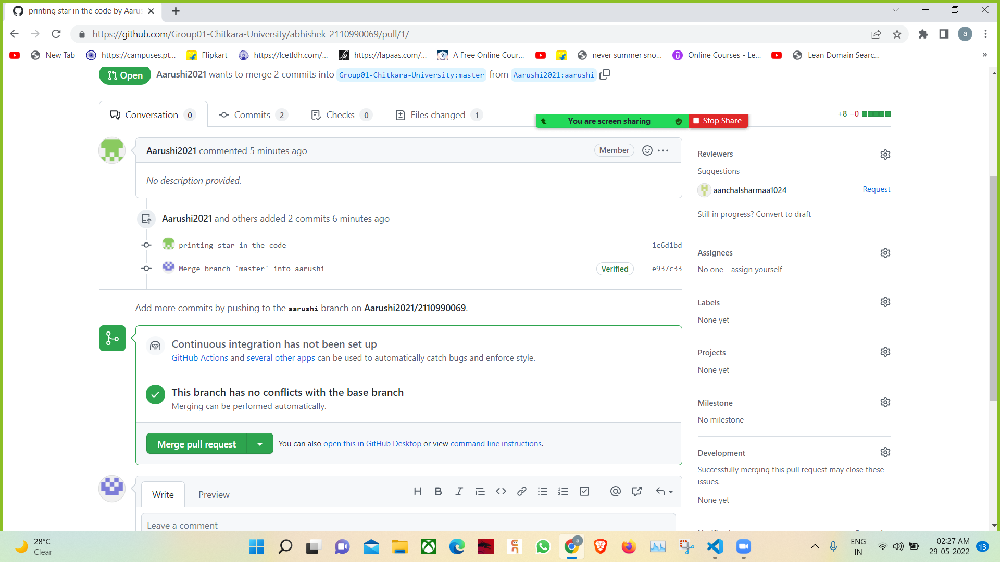 printing star in the code by Aarus
https://github.com/Group01-Chitkara-University/abhishek_2110990069/pull/1/
a
New Tab
https://campuses.pt...
Flipkart
https://lcetldh.com/...
https://lapaas.com/...
A Free Online Cour...
never summer sno...
Online Courses - Le...
Lean Domain Searc...
»
Open
Aarushi2021 wants to merge 2 commits into Group01-Chitkara-University:master from Aarushi2021:aarushi
Conversation 0
Commits 2
Checks 0
Files changed 1
You are screen sharing
Stop Share
+8 −0
Aarushi2021 commented 5 minutes ago
Member
No description provided.
Aarushi2021 and others added 2 commits 6 minutes ago
printing star in the code
1c6d1bd
Merge branch 'master' into aarushi
Verified
e937c33
Add more commits by pushing to the aarushi branch on Aarushi2021/2110990069.
Continuous integration has not been set up
GitHub Actions and several other apps can be used to automatically catch bugs and enforce style.
This branch has no conflicts with the base branch
Merging can be performed automatically.
Merge pull request
You can also open this in GitHub Desktop or view command line instructions.
Write
Preview
Leave a comment
Reviewers
Suggestions
aanchalsharmaa1024
Request
Still in progress? Convert to draft
Assignees
No one—assign yourself
Labels
None yet
Projects
None yet
Milestone
No milestone
Development
Successfully merging this pull request may close these
issues.
None yet
28°C
Clear
a
ENG
IN
02:27 AM
29-05-2022
13